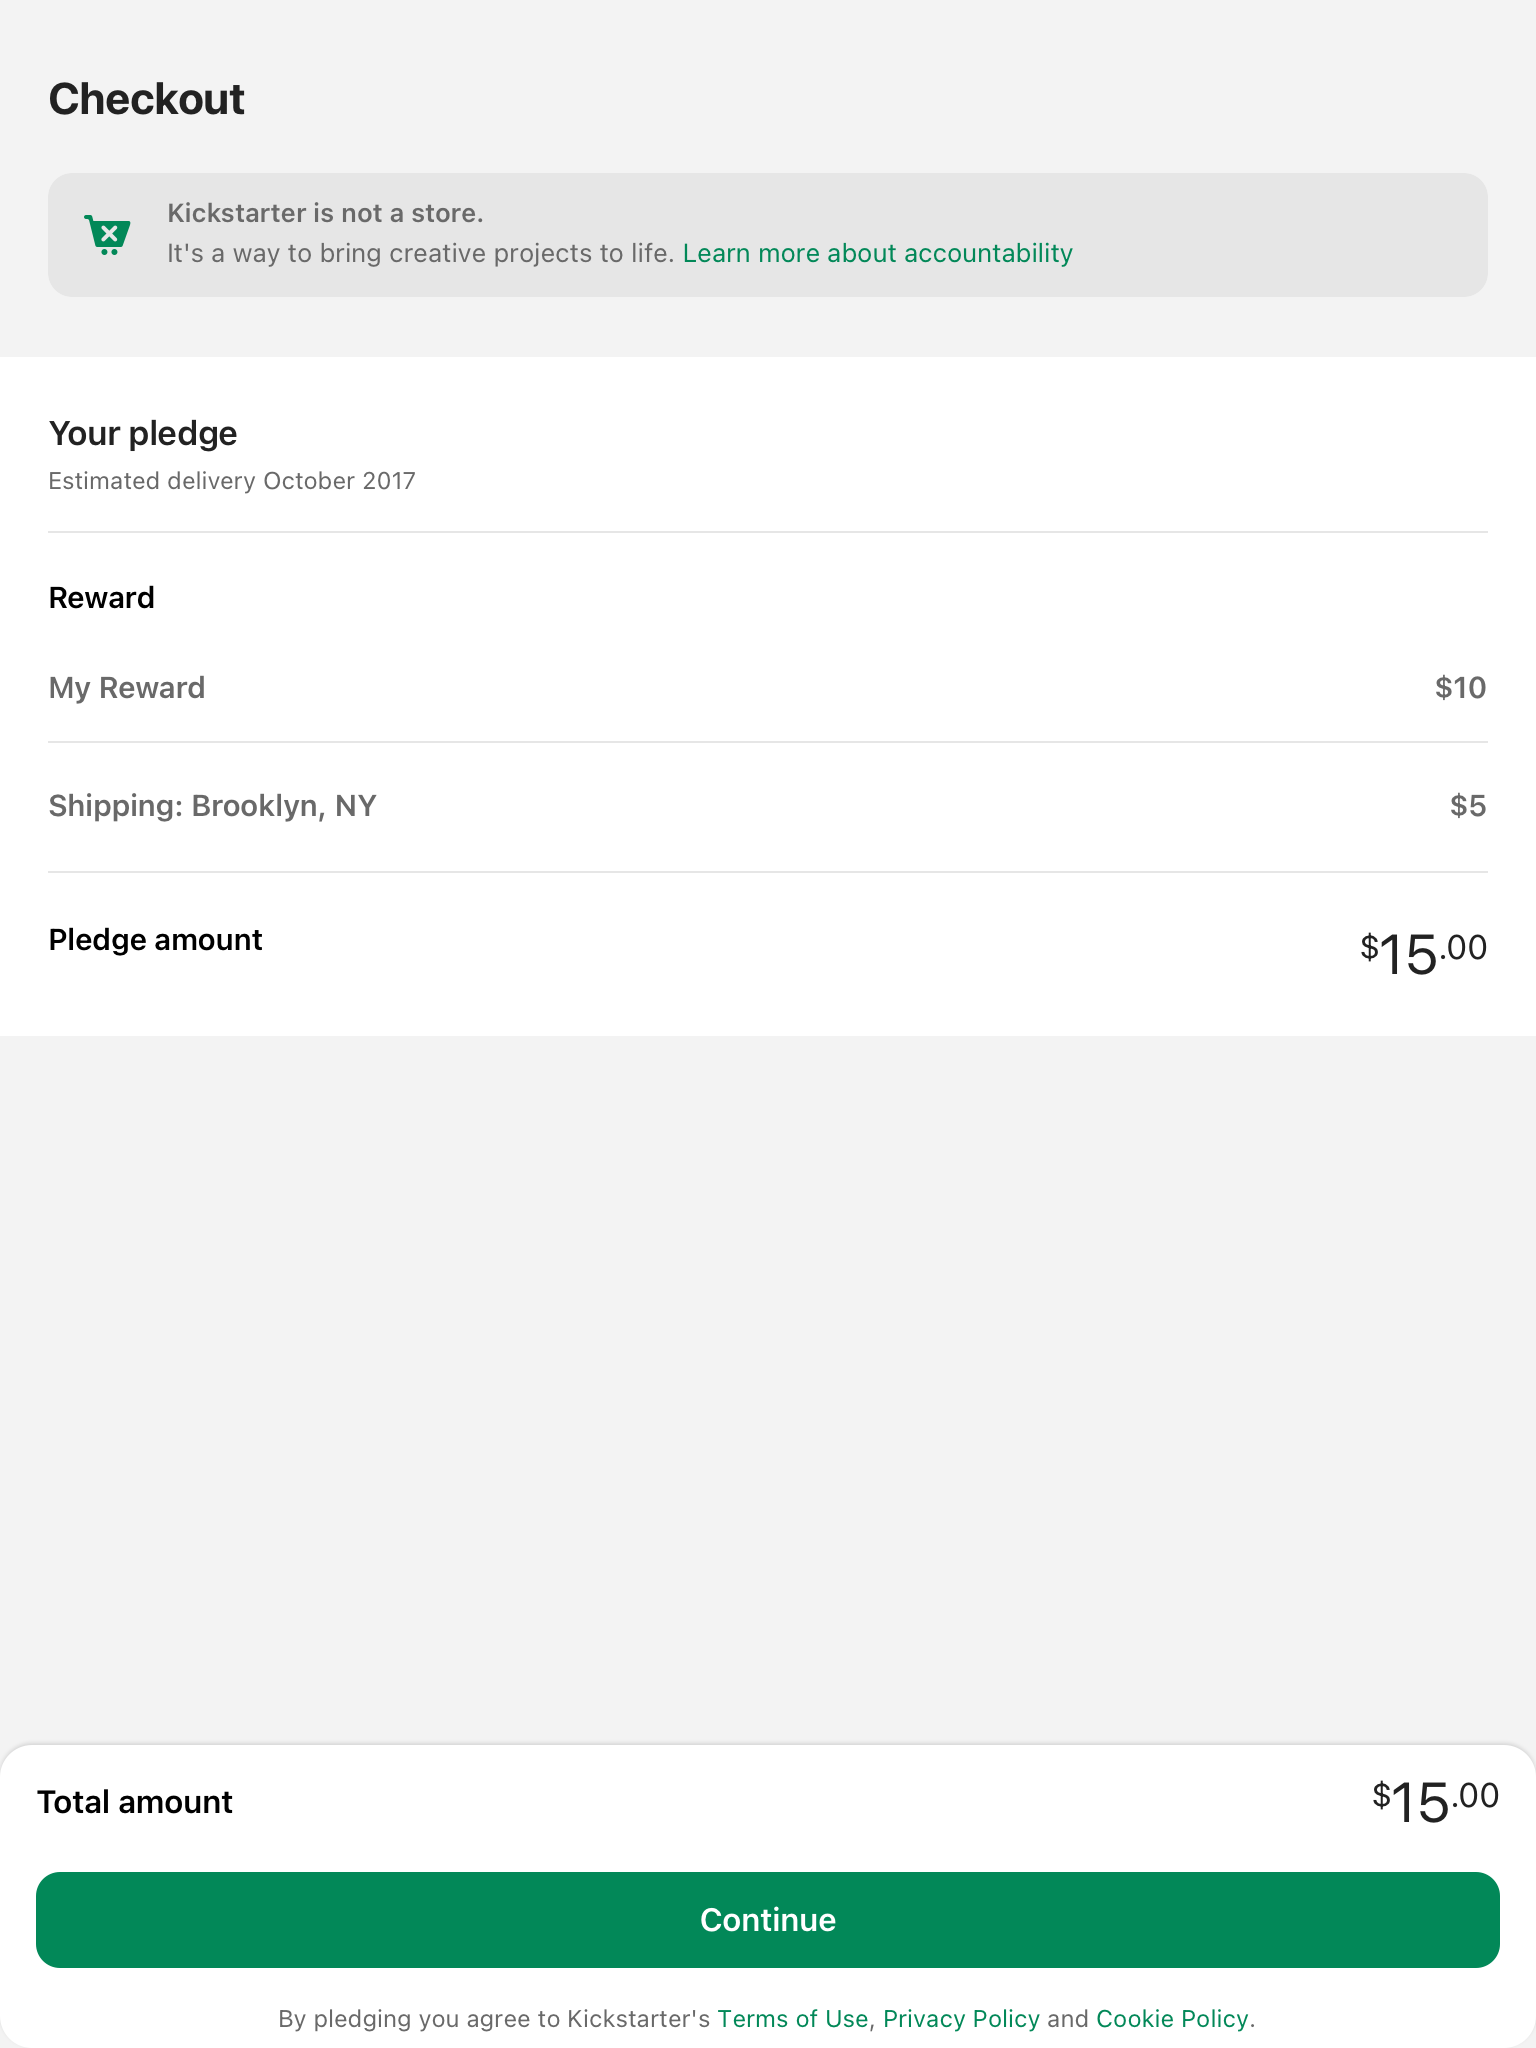 Checkout
Kickstarter is not a store.
It's a way to bring creative projects to life. Learn more about accountability
Your pledge
Estimated delivery October 2017
Reward
My Reward $10
Shipping: Brooklyn, NY $5
Pledge amount $15.00
Total amount $15.00
Continue
By pledging you agree to Kickstarter's Terms of Use, Privacy Policy and Cookie Policy.